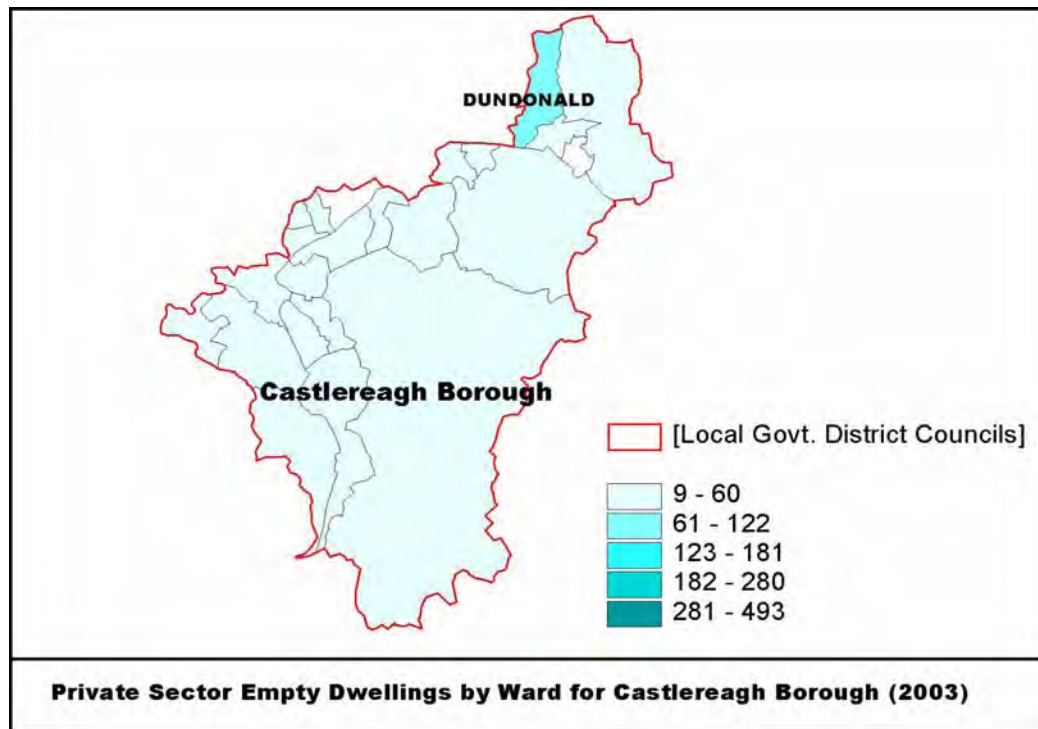 DUNDONALD
Castlereagh Borough
[Local Govt. District Councils]
9 - 60
61 - 122
123 - 181
182 - 280
281 - 493
Private Sector Empty Dwellings by Ward for Castlereagh Borough (2003)